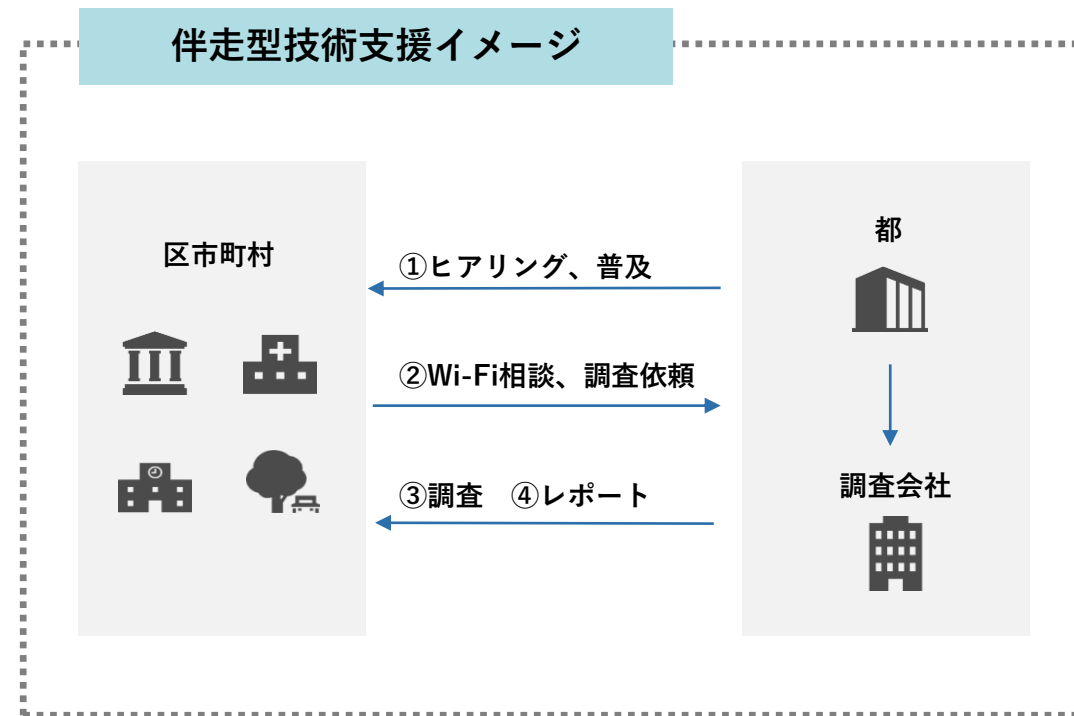 伴走型技術支援イメージ
区市町村
①ヒアリング、普及
②Wi-Fi相談、調査依頼
③調査　④レポート
都
調査会社